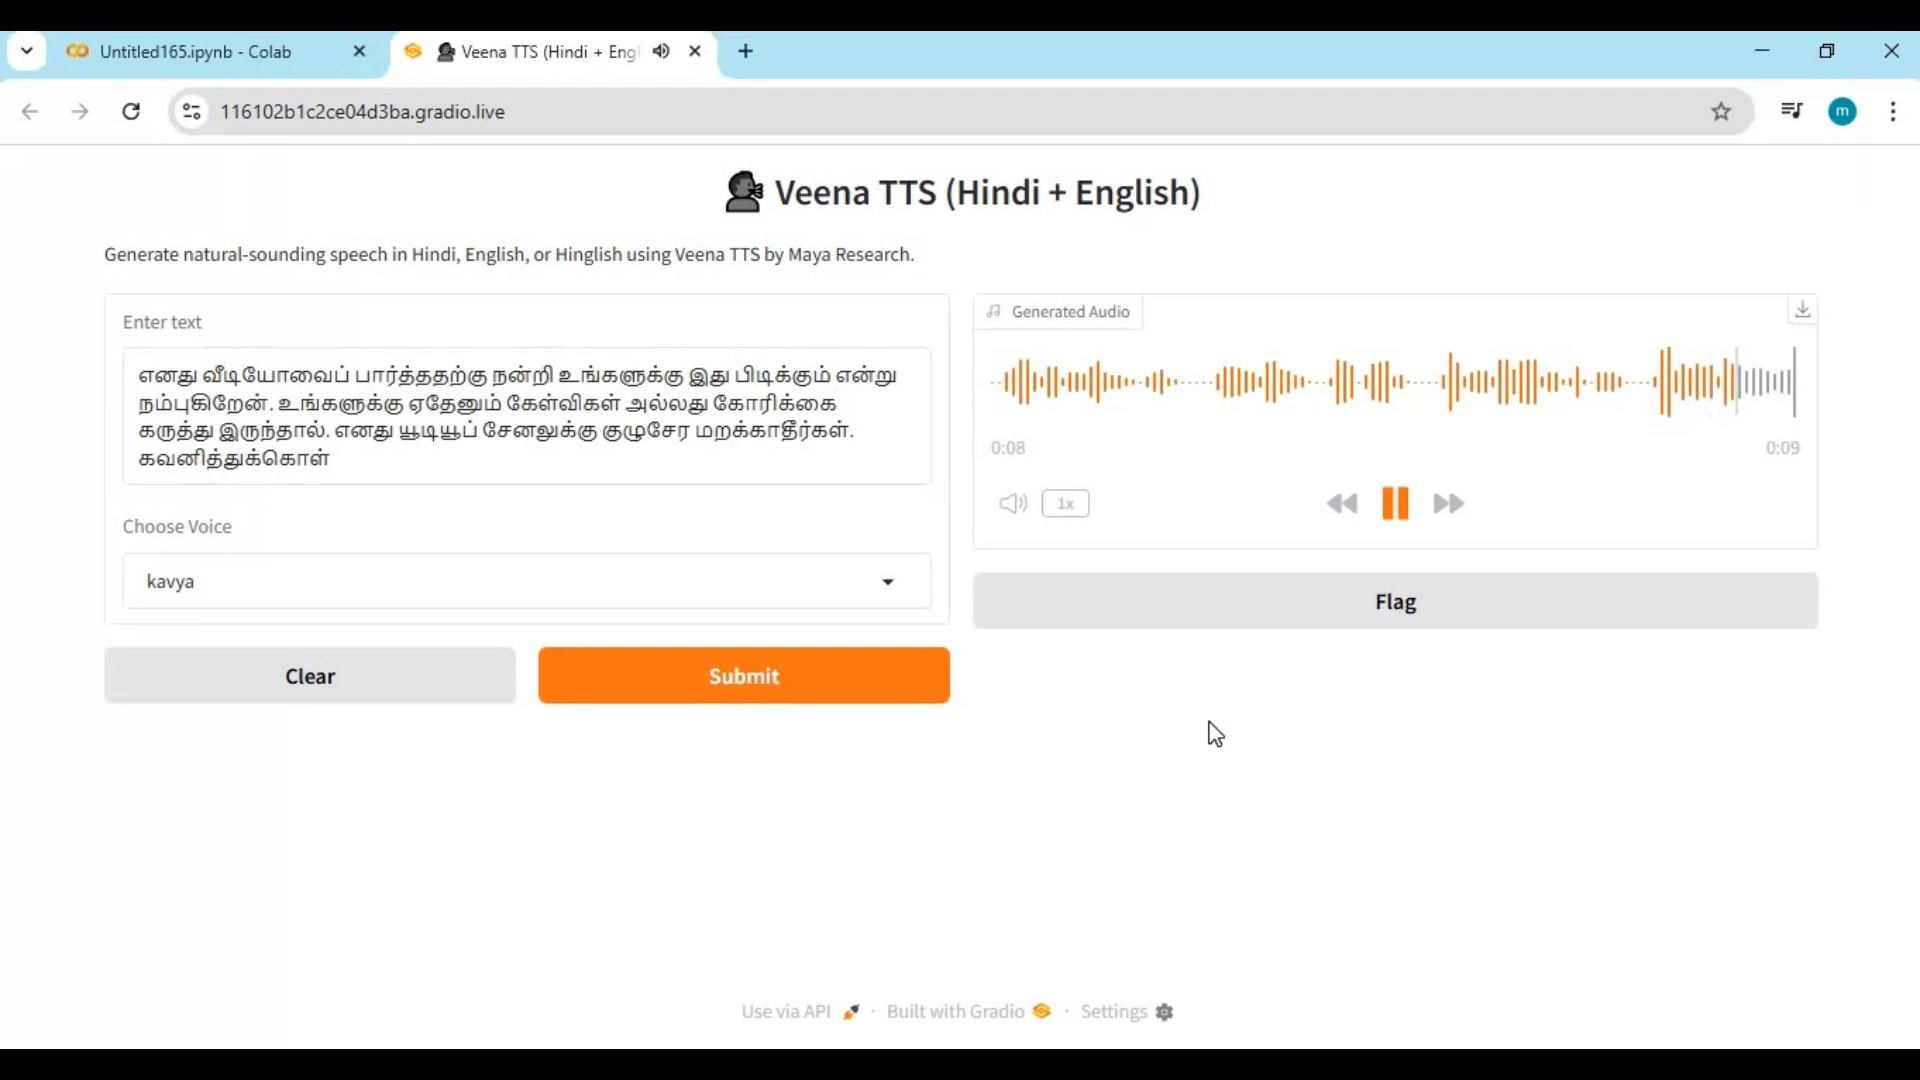 Untitled165.ipynb - Colab
Veena TTS (Hindi + Eng
116102b1c2ce04d3ba.gradio.live
m
Veena TTS (Hindi + English)
Generate natural-sounding speech in Hindi, English, or Hinglish using Veena TTS by Maya Research.
Enter text
எனது வீடியோவைப் பார்த்ததற்கு நன்றி உங்களுக்கு இது பிடிக்கும் என்று
நம்புகிறேன். உங்களுக்கு ஏதேனும் கேள்விகள் அல்லது கோரிக்கை
கருத்து இருந்தால். எனது யூடியூப் சேனலுக்கு குழுசேர மறக்காதீர்கள்.
கவனித்துக்கொள்
Choose Voice
kavya
Clear
Submit
Generated Audio
0:08
0:09
1x
Flag
Use via API
Built with Gradio
Settings